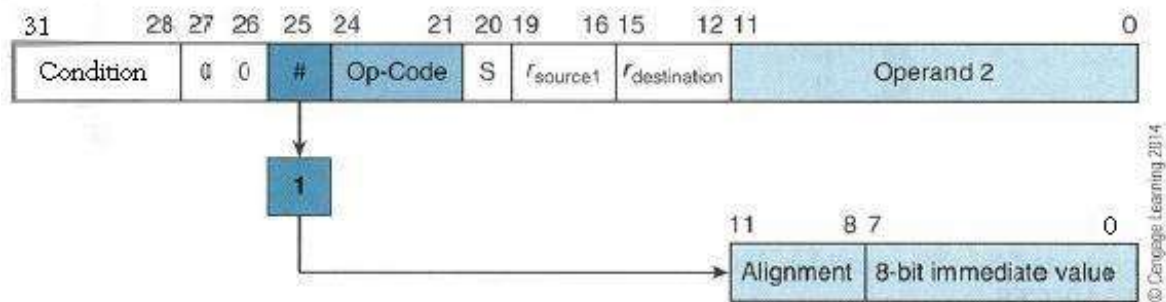 31 28 27 26 25 24 21 20 19 16 15 12 11 0
Condition 0 0 # Op-Code S rsource1 rdestination Operand 2
1
11 8 7 0
Alignment 8-bit immediate value
© Cengage Learning 2014